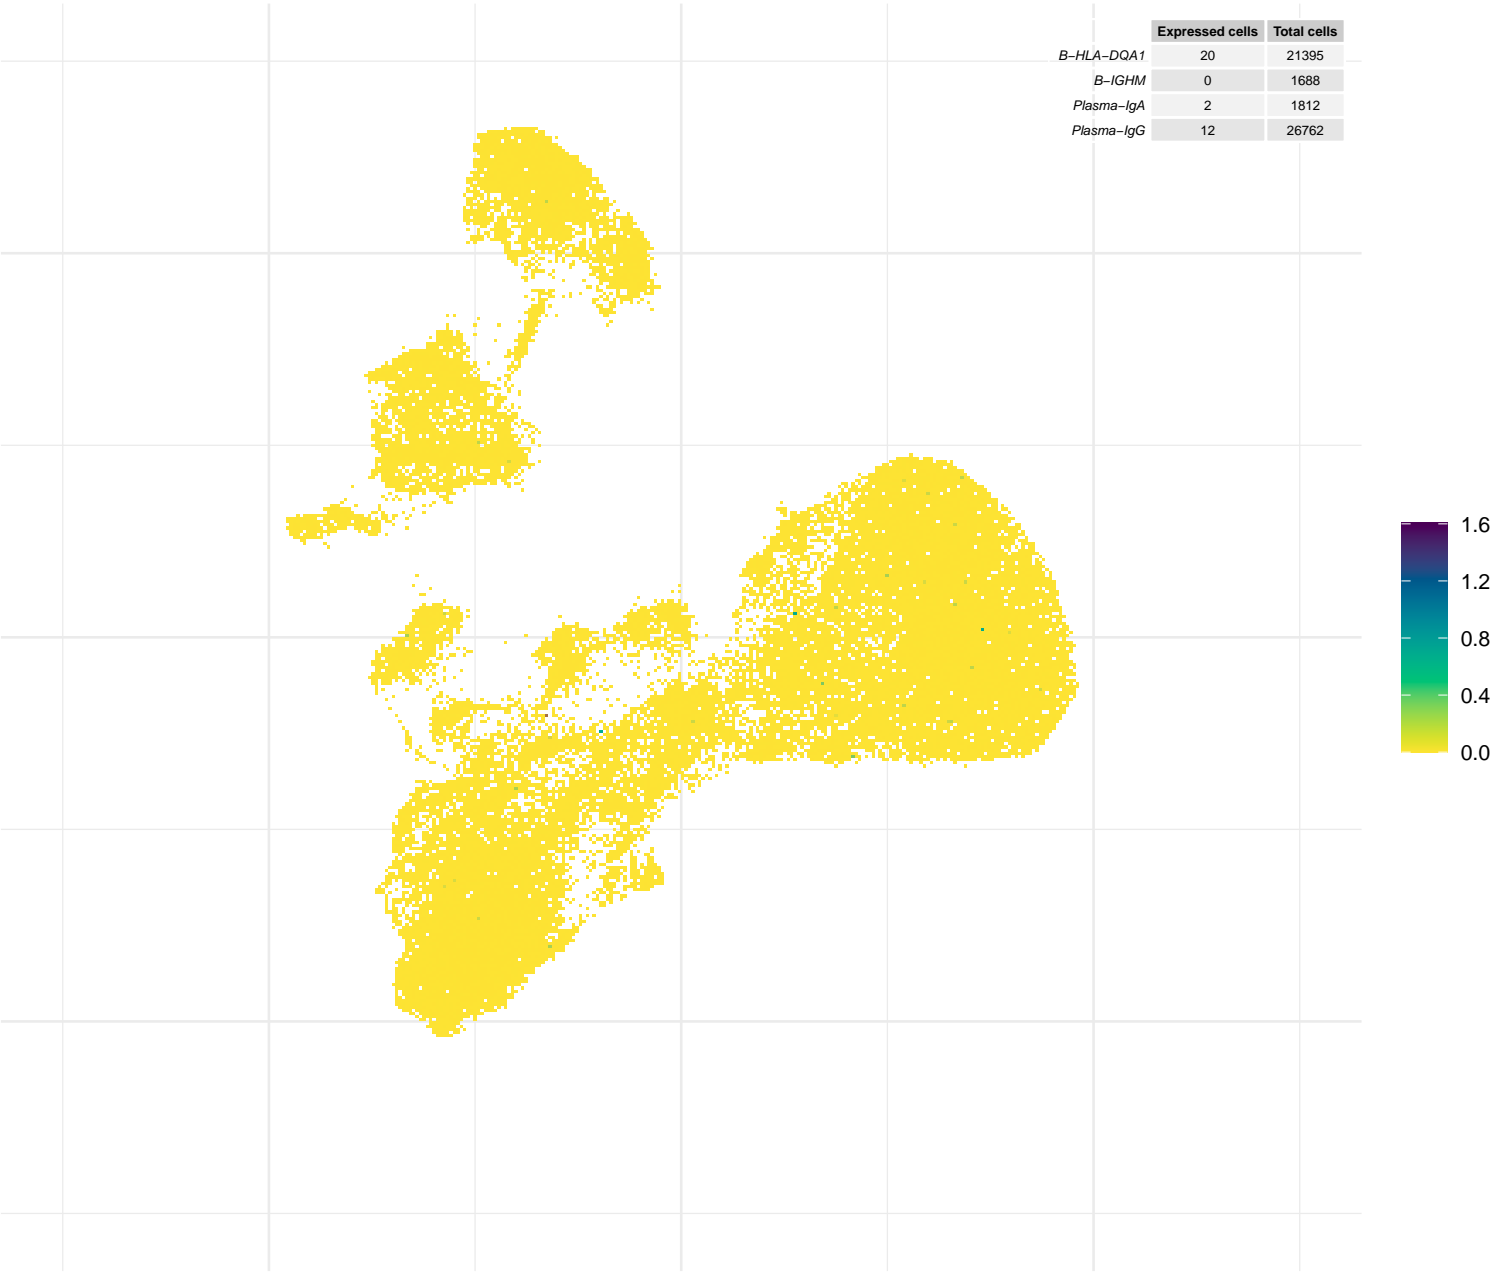 Expressed cells Total cells
B−HLA−DQA1 20 21395
B−IGHM 0 1688
Plasma−IgA 2 1812
Plasma−IgG 12 26762
1.6
1.2
0.8
0.4
0.0